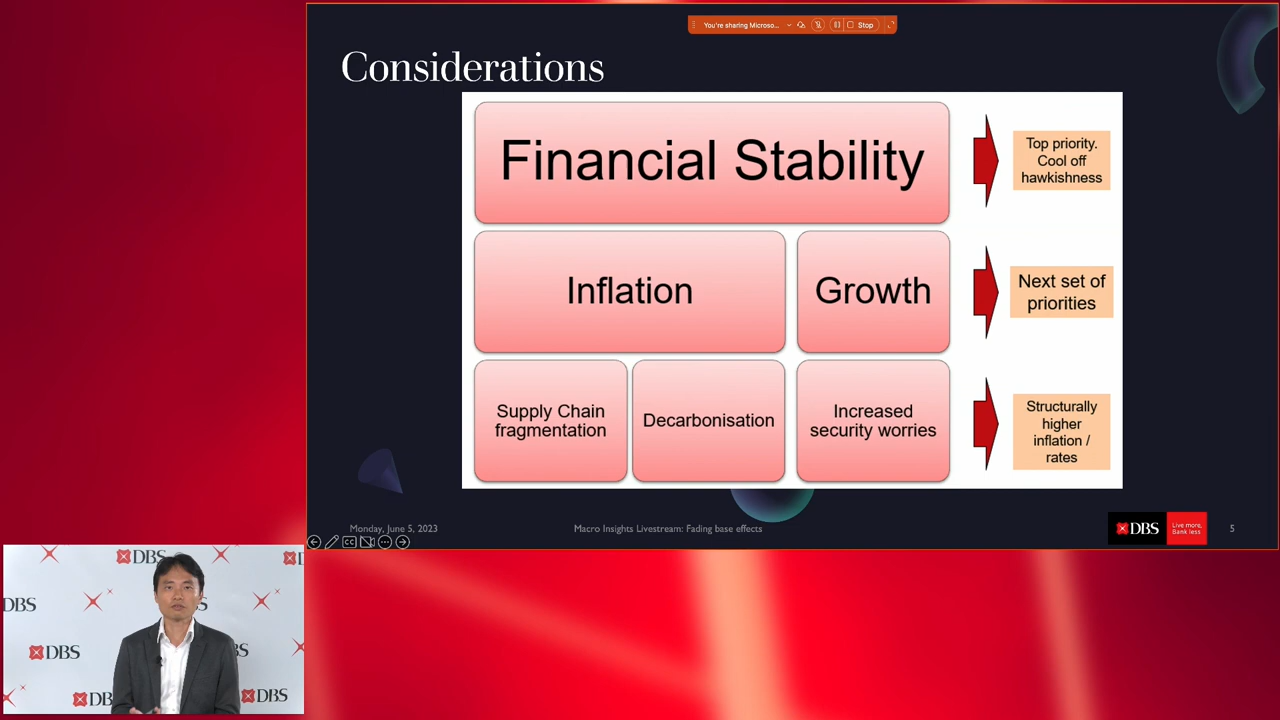 You're sharing Microso...
Stop
Considerations
Financial Stability
Top priority.
Cool off
hawkishness
Inflation
Growth
Next set of
priorities
Supply Chain
fragmentation
Decarbonisation
Increased
security worries
Structurally
higher
inflation /
rates
Monday, June 5, 2023
Macro Insights Livestream: Fading base effects
DBS
Live more,
Bank less
5
CC
DBS
DBS
DBS
DBS
DBS